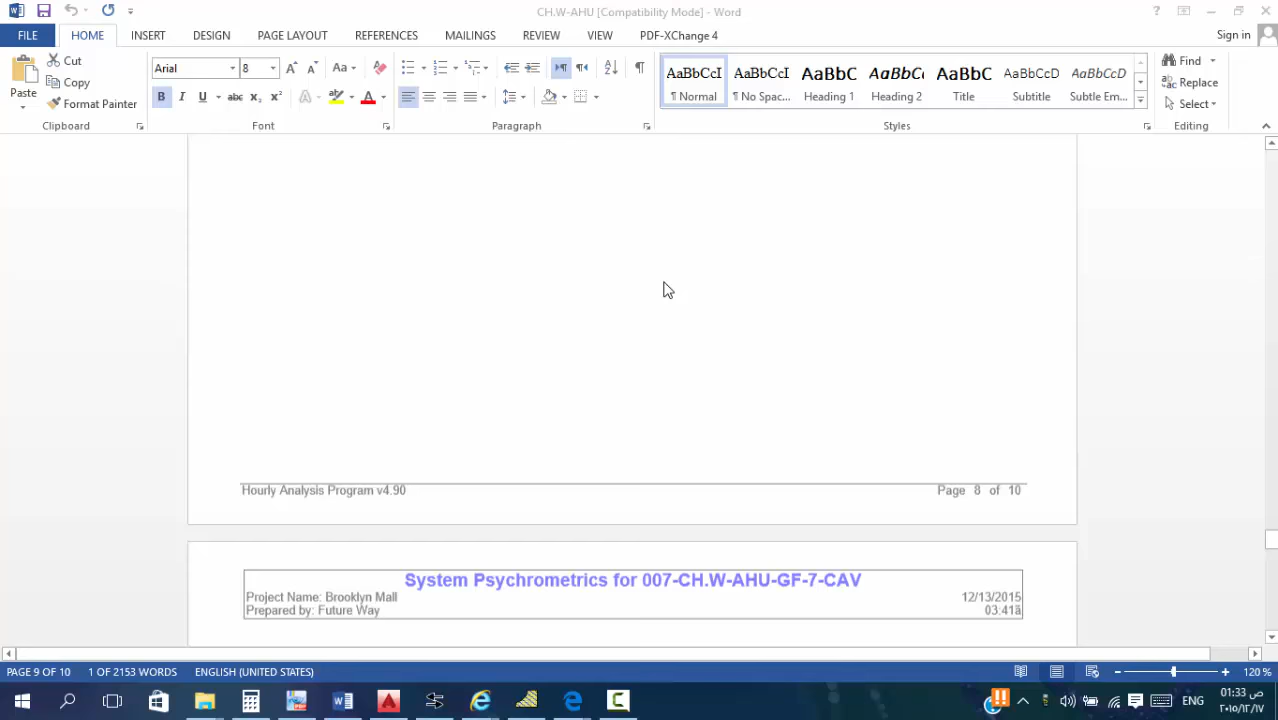 CH.W-AHU [Compatibility Mode] - Word
FILE HOME INSERT DESIGN PAGE LAYOUT REFERENCES MAILINGS REVIEW VIEW PDF-XChange 4 Sign in
Paste
Cut
Copy
Format Painter
Clipboard
Arial 8
Font
Paragraph
AaBbCcI AaBbCcI AaBbC AaBbC AaBbC AaBbCcD AaBbCcD
¶ Normal ¶ No Spac... Heading 1 Heading 2 Title Subtitle Subtle Em...
Styles
Find
Replace
Select
Editing
Hourly Analysis Program v4.90 Page 8 of 10
System Psychrometrics for 007-CH.W-AHU-GF-7-CAV
Project Name: Brooklyn Mall 12/13/2015
Prepared by: Future Way 03:41a
PAGE 9 OF 10 1 OF 2153 WORDS ENGLISH (UNITED STATES) 120 %
ENG
ص 01:33
٢٠١٥/١٢/١٧